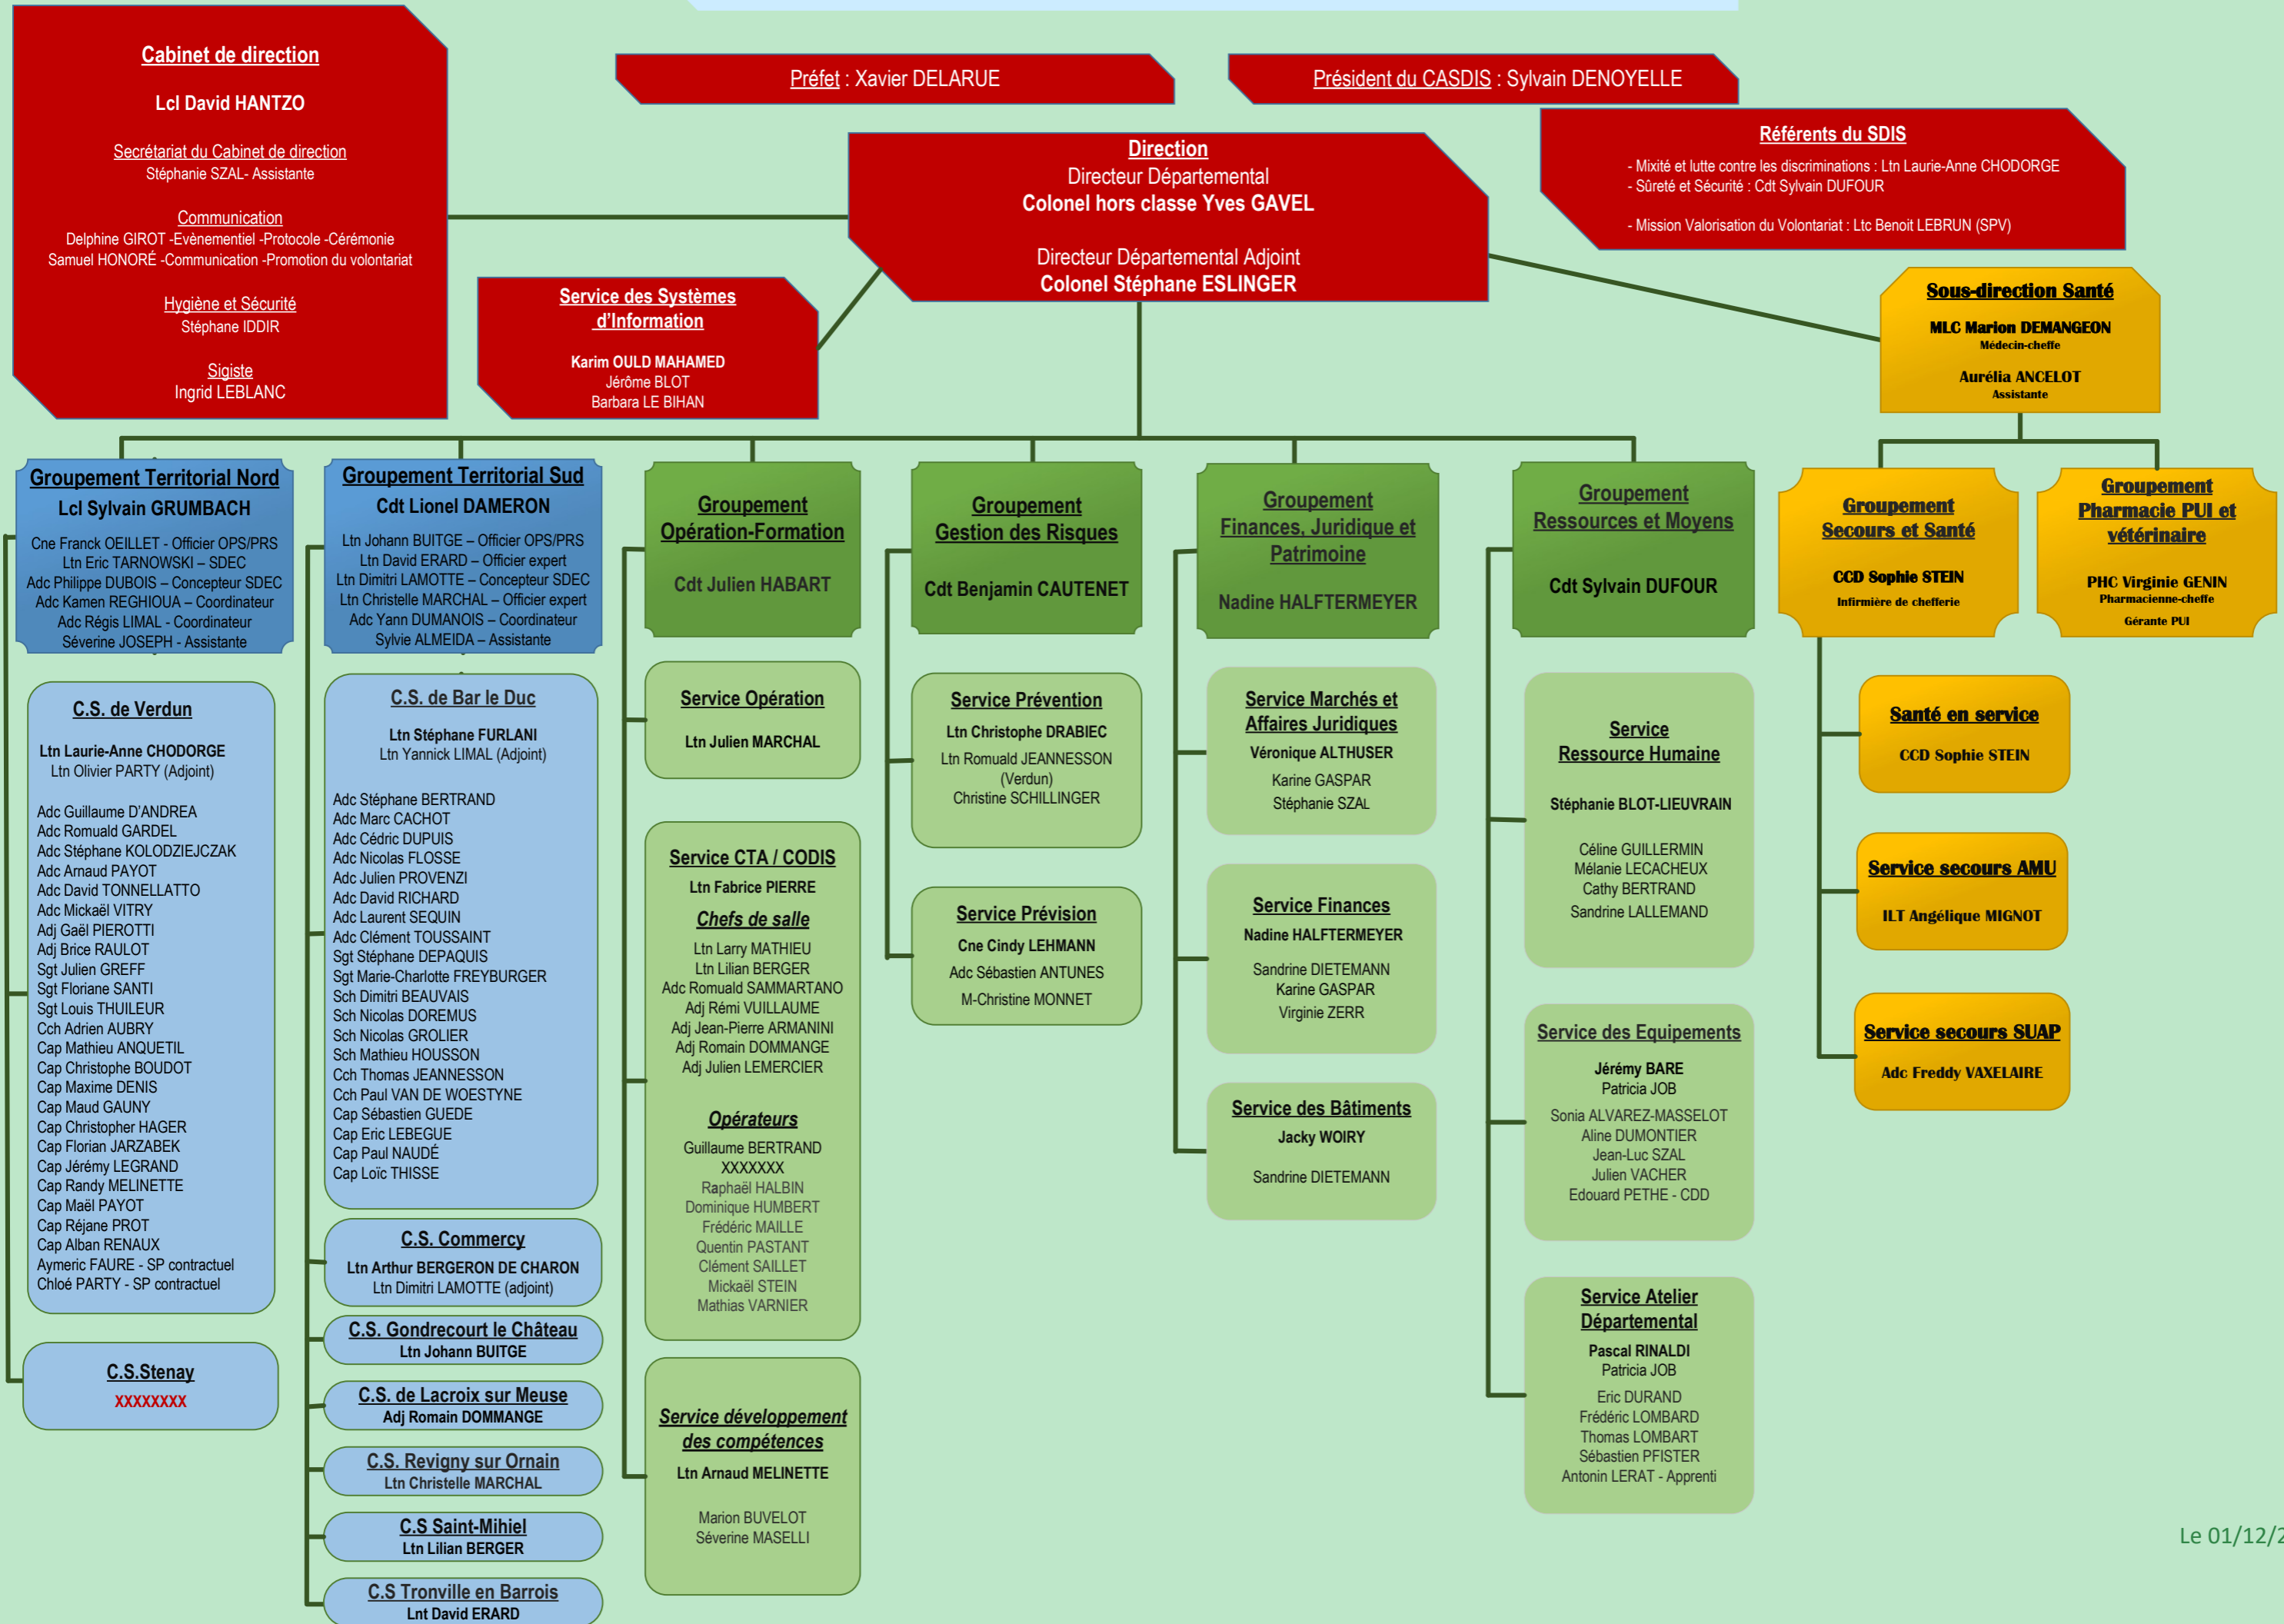 Cabinet de direction
Lcl David HANTZO
Secrétariat du Cabinet de direction
Stéphanie SZAL- Assistante
Communication
Delphine GIROT -Evènementiel -Protocole -Cérémonie
Samuel HONORÉ -Communication -Promotion du volontariat
Hygiène et Sécurité
Stéphane IDDIR
Sigiste
Ingrid LEBLANC
Préfet : Xavier DELARUE
Président du CASDIS : Sylvain DENOYELLE
Référents du SDIS
- Mixité et lutte contre les discriminations : Ltn Laurie-Anne CHODORGE
- Sûreté et Sécurité : Cdt Sylvain DUFOUR
- Mission Valorisation du Volontariat : Ltc Benoit LEBRUN (SPV)
Direction
Directeur Départemental
Colonel hors classe Yves GAVEL
Directeur Départemental Adjoint
Colonel Stéphane ESLINGER
Service des Systèmes
d'Information
Karim OULD MAHAMED
Jérôme BLOT
Barbara LE BIHAN
Sous-direction Santé
MLC Marion DEMANGEON
Médecin-cheffe
Aurélia ANCELOT
Assistante
Groupement Territorial Nord
Lcl Sylvain GRUMBACH
Cne Franck OEILLET - Officier OPS/PRS
Ltn Eric TARNOWSKI – SDEC
Adc Philippe DUBOIS – Concepteur SDEC
Adc Kamen REGHIOUA – Coordinateur
Adc Régis LIMAL - Coordinateur
Séverine JOSEPH - Assistante
C.S. de Verdun
Ltn Laurie-Anne CHODORGE
Ltn Olivier PARTY (Adjoint)
Adc Guillaume D'ANDREA
Adc Romuald GARDEL
Adc Stéphane KOLODZIEJCZAK
Adc Arnaud PAYOT
Adc David TONNELLATTO
Adc Mickaël VITRY
Adj Gaël PIEROTTI
Adj Brice RAULOT
Sgt Julien GREFF
Sgt Floriane SANTI
Sgt Louis THUILEUR
Cch Adrien AUBRY
Cap Mathieu ANQUETIL
Cap Christophe BOUDOT
Cap Maxime DENIS
Cap Maud GAUNY
Cap Christopher HAGER
Cap Florian JARZABEK
Cap Jérémy LEGRAND
Cap Randy MELINETTE
Cap Maël PAYOT
Cap Réjane PROT
Cap Alban RENAUX
Aymeric FAURE - SP contractuel
Chloé PARTY - SP contractuel
C.S.Stenay
XXXXXXXX
Groupement Territorial Sud
Cdt Lionel DAMERON
Ltn Johann BUITGE – Officier OPS/PRS
Ltn David ERARD – Officier expert
Ltn Dimitri LAMOTTE – Concepteur SDEC
Ltn Christelle MARCHAL – Officier expert
Adc Yann DUMANOIS – Coordinateur
Sylvie ALMEIDA – Assistante
C.S. de Bar le Duc
Ltn Stéphane FURLANI
Ltn Yannick LIMAL (Adjoint)
Adc Stéphane BERTRAND
Adc Marc CACHOT
Adc Cédric DUPUIS
Adc Nicolas FLOSSE
Adc Julien PROVENZI
Adc David RICHARD
Adc Laurent SEQUIN
Adc Clément TOUSSAINT
Sgt Stéphane DEPAQUIS
Sgt Marie-Charlotte FREYBURGER
Sch Dimitri BEAUVAIS
Sch Nicolas DOREMUS
Sch Nicolas GROLIER
Sch Mathieu HOUSSON
Cch Thomas JEANNESSON
Cch Paul VAN DE WOESTYNE
Cap Sébastien GUEDE
Cap Eric LEBEGUE
Cap Paul NAUDÉ
Cap Loïc THISSE
C.S. Commercy
Ltn Arthur BERGERON DE CHARON
Ltn Dimitri LAMOTTE (adjoint)
C.S. Gondrecourt le Château
Ltn Johann BUITGE
C.S. de Lacroix sur Meuse
Adj Romain DOMMANGE
C.S. Revigny sur Ornain
Ltn Christelle MARCHAL
C.S Saint-Mihiel
Ltn Lilian BERGER
C.S Tronville en Barrois
Lnt David ERARD
Groupement
Opération-Formation
Cdt Julien HABART
Service Opération
Ltn Julien MARCHAL
Service CTA / CODIS
Ltn Fabrice PIERRE
Chefs de salle
Ltn Larry MATHIEU
Ltn Lilian BERGER
Adc Romuald SAMMARTANO
Adj Rémi VUILLAUME
Adj Jean-Pierre ARMANINI
Adj Romain DOMMANGE
Adj Julien LEMERCIER
Opérateurs
Guillaume BERTRAND
XXXXXXX
Raphaël HALBIN
Dominique HUMBERT
Frédéric MAILLE
Quentin PASTANT
Clément SAILLET
Mickaël STEIN
Mathias VARNIER
Service développement
des compétences
Ltn Arnaud MELINETTE
Marion BUVELOT
Séverine MASELLI
Groupement
Gestion des Risques
Cdt Benjamin CAUTENET
Service Prévention
Ltn Christophe DRABIEC
Ltn Romuald JEANNESSON
(Verdun)
Christine SCHILLINGER
Service Prévision
Cne Cindy LEHMANN
Adc Sébastien ANTUNES
M-Christine MONNET
Groupement
Finances, Juridique et
Patrimoine
Nadine HALFTERMEYER
Service Marchés et
Affaires Juridiques
Véronique ALTHUSER
Karine GASPAR
Stéphanie SZAL
Service Finances
Nadine HALFTERMEYER
Sandrine DIETEMANN
Karine GASPAR
Virginie ZERR
Service des Bâtiments
Jacky WOIRY
Sandrine DIETEMANN
Groupement
Ressources et Moyens
Cdt Sylvain DUFOUR
Service
Ressource Humaine
Stéphanie BLOT-LIEUVRAIN
Céline GUILLERMIN
Mélanie LECACHEUX
Cathy BERTRAND
Sandrine LALLEMAND
Service des Equipements
Jérémy BARE
Patricia JOB
Sonia ALVAREZ-MASSELOT
Aline DUMONTIER
Jean-Luc SZAL
Julien VACHER
Edouard PETHE - CDD
Service Atelier
Départemental
Pascal RINALDI
Patricia JOB
Eric DURAND
Frédéric LOMBARD
Thomas LOMBART
Sébastien PFISTER
Antonin LERAT - Apprenti
Groupement
Secours et Santé
CCD Sophie STEIN
Infirmière de chefferie
Santé en service
CCD Sophie STEIN
Service secours AMU
ILT Angélique MIGNOT
Service secours SUAP
Adc Freddy VAXELAIRE
Groupement
Pharmacie PUI et
vétérinaire
PHC Virginie GENIN
Pharmacienne-cheffe
Gérante PUI
Le 01/12/2